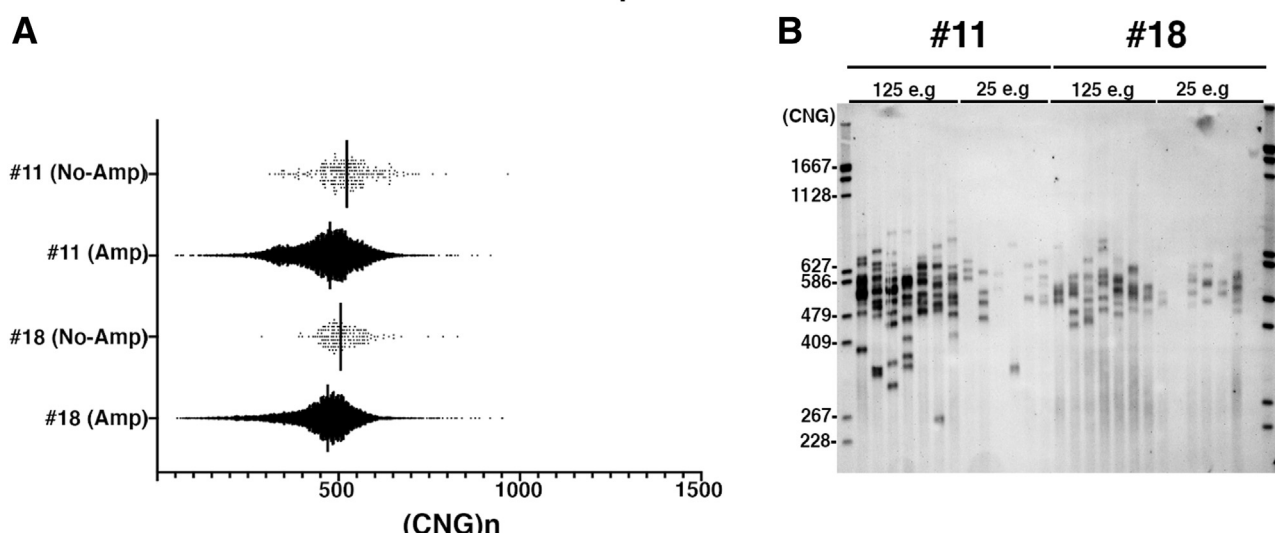 A
#11 (No-Amp)
#11 (Amp)
#18 (No-Amp)
#18 (Amp)
500
1000
1500
(CNG)n
B
#11
#18
125 e.g
25 e.g
125 e.g
25 e.g
(CNG)
1667-
1128-
627-
586-
479-
409-
267-
228-